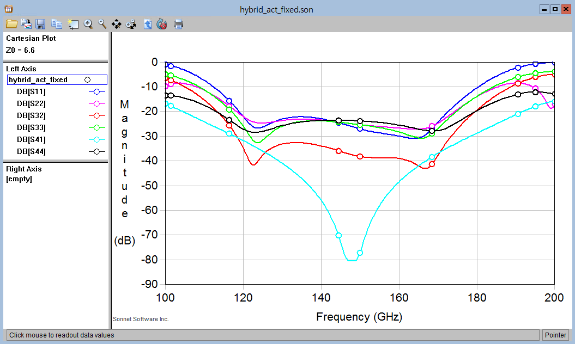 hybrid_act_fixed.son
Cartesian Plot
Z0 = 6.6
Left Axis
hybrid_act_fixed
DB[S11]
DB[S22]
DB[S32]
DB[S33]
DB[S41]
DB[S44]
Right Axis
[empty]
Magnitude
(dB)
0
-10
-20
-30
-40
-50
-60
-70
-80
-90
100 120 140 160 180 200
Frequency (GHz)
Sonnet Software Inc.
Click mouse to readout data values
Pointer